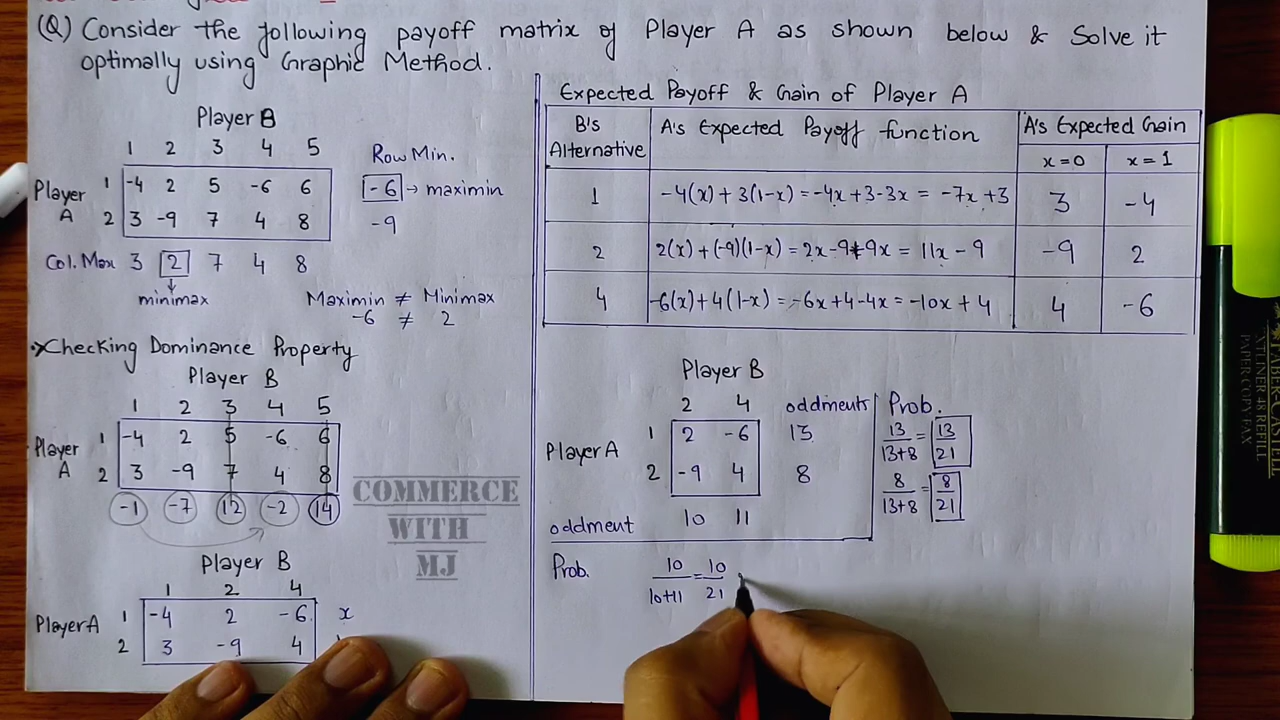 (Q) Consider the following payoff matrix of Player A as shown below & Solve it
optimally using Graphic Method.
Player B
1 2 3 4 5
Row Min.
Player A
1 -4 2 5 -6 6 -6 → maximin
2 3 -9 7 4 8 -9
Col. Max 3 2 7 4 8
minimax
Maximin ≠ Minimax
-6 ≠ 2
Checking Dominance Property
Player B
1 2 3 4 5
Player A
1 -4 2 5 -6 6
2 3 -9 7 4 8
-1 -7 12 -2 14
Player B
1 2 4
Player A 1 -4 2 -6 x
2 3 -9 4
COMMERCE
WITH
MJ
Expected Payoff & Gain of Player A
B's Alternative
A's Expected Payoff function
A's Expected Gain
x=0 x=1
1 -4(x) + 3(1-x) = -4x + 3 - 3x = -7x + 3 3 -4
2 2(x) + (-9)(1-x) = 2x - 9 + 9x = 11x - 9 -9 2
4 -6(x) + 4(1-x) = -6x + 4 - 4x = -10x + 4 4 -6
Player B
2 4 oddments Prob.
Player A
1 2 -6 13 13/13+8 = 13/21
2 -9 4 8 8/13+8 = 8/21
oddment 10 11
Prob. 10/10+11 = 10/21